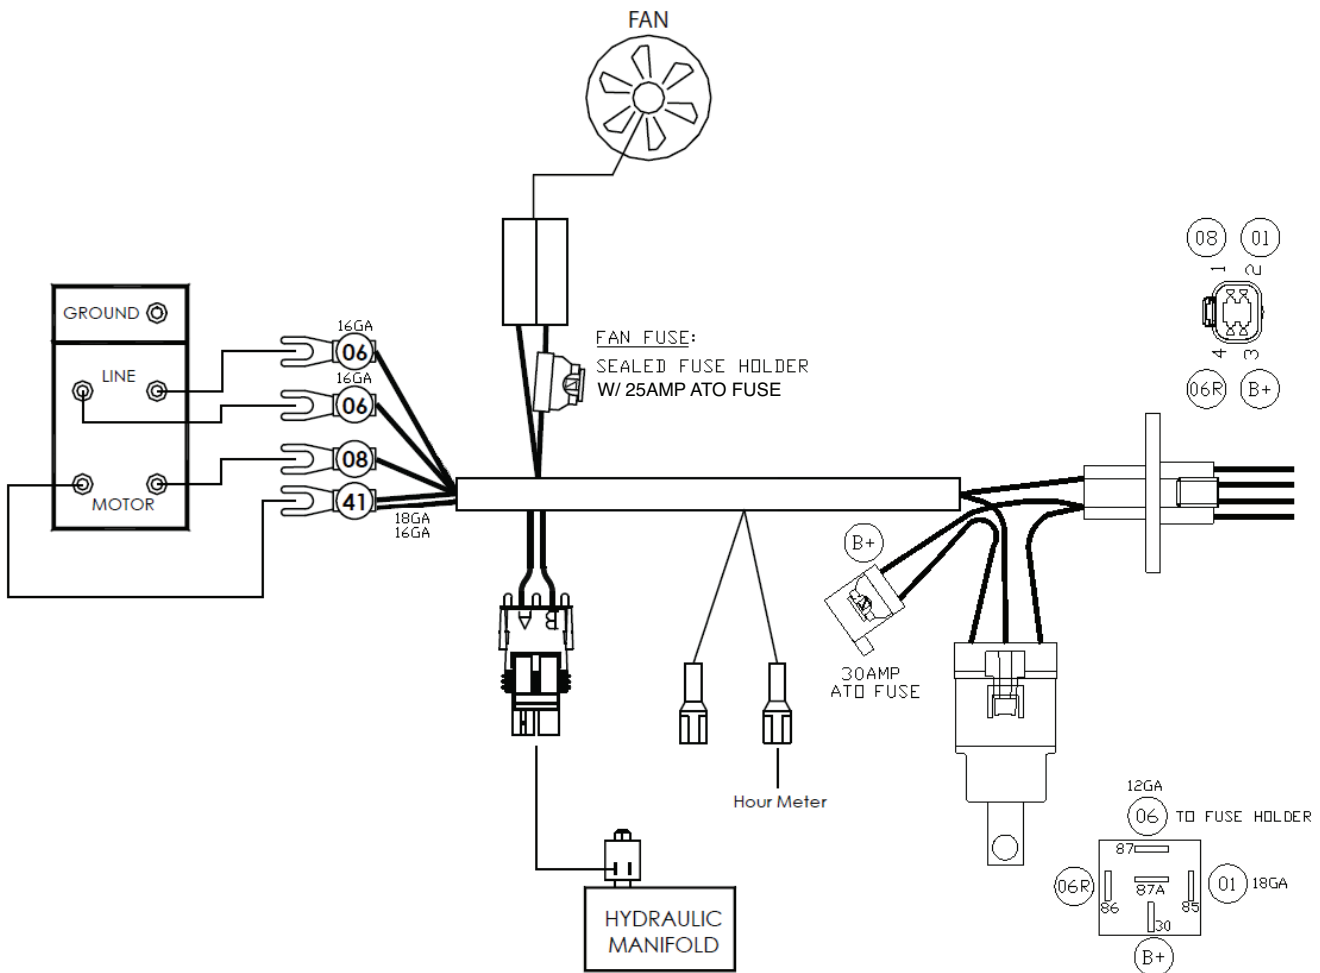 FAN
08 01
1 2
GROUND
16GA
06
LINE
16GA
06
FAN FUSE:
SEALED FUSE HOLDER
W/ 25AMP ATO FUSE
4 3
06R B+
08
MOTOR
41
18GA
16GA
B+
A B
30AMP
ATO FUSE
Hour Meter
12GA
06 TO FUSE HOLDER
87
06R 87A 01 18GA
86 85
30
B+
HYDRAULIC
MANIFOLD